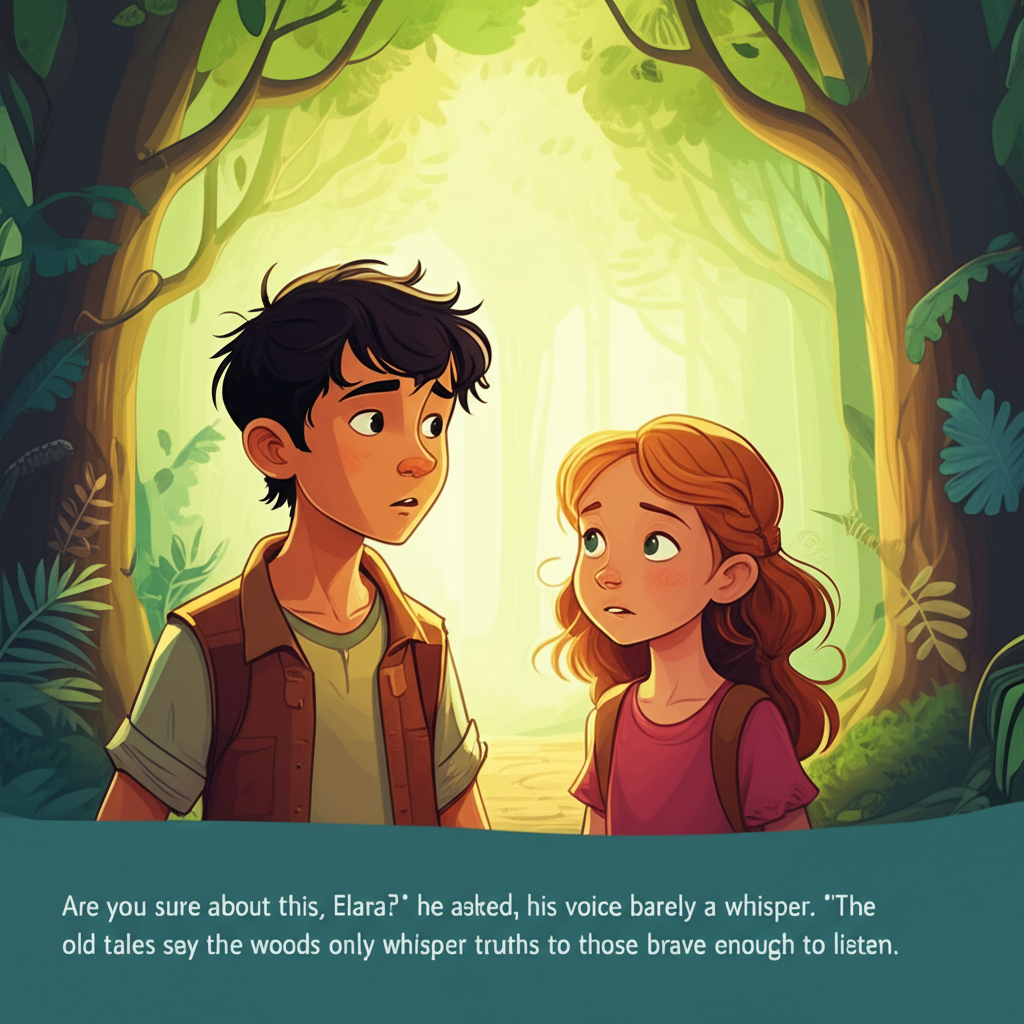 Are you sure about this, Elara?" he asked, his voice barely a whisper. "The
old tales say the woods only whisper truths to those brave enough to listen.